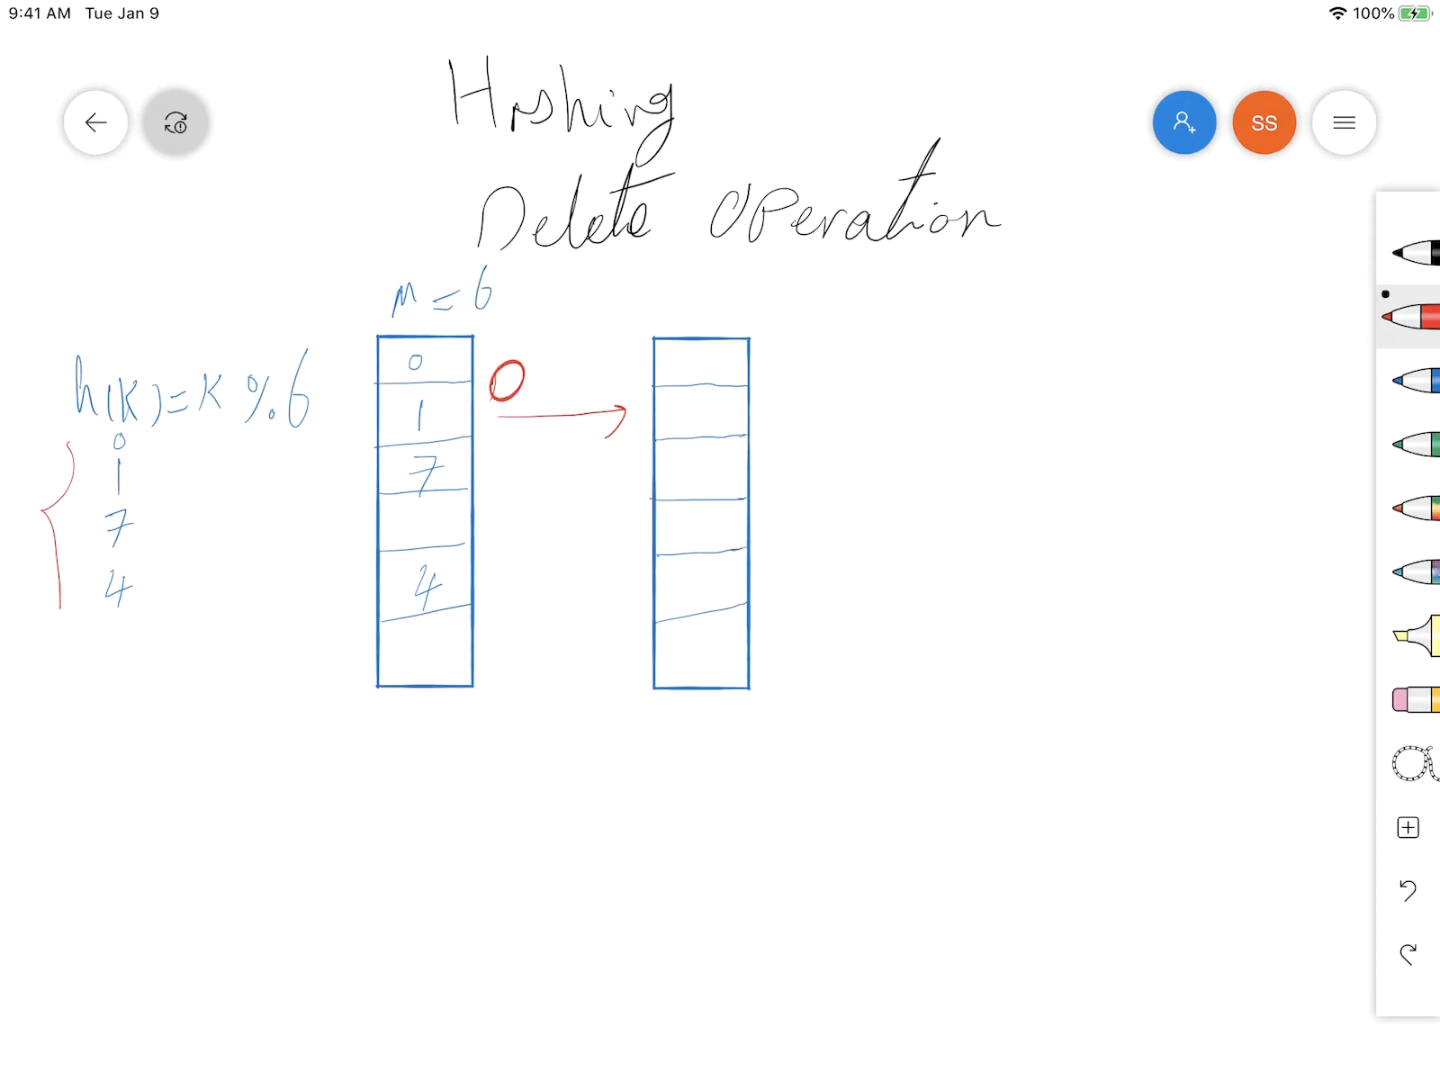 9:41 AM Tue Jan 9
100%
SS
Hashing
Delete Operation
M = 6
h(K) = K % 6
0
1
7
4
0
1
7
4
0